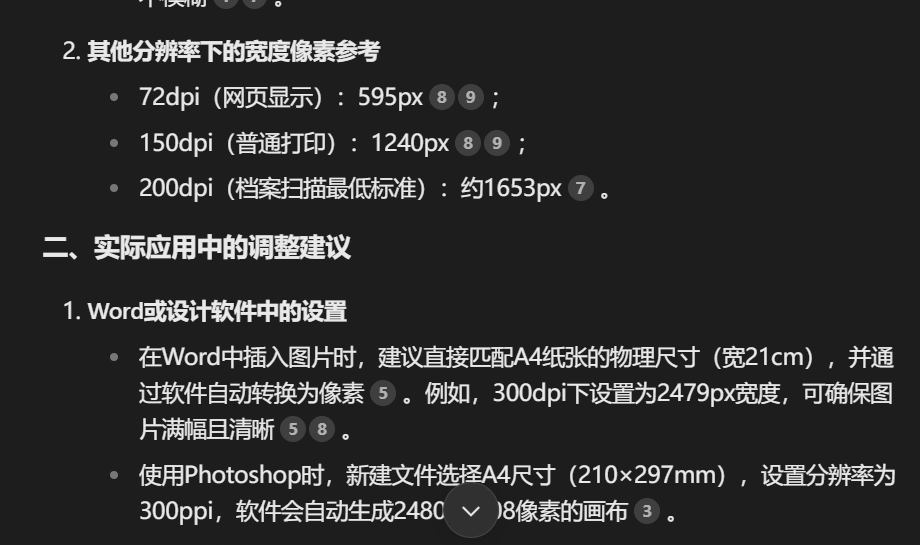 2. 其他分辨率下的宽度像素参考
• 72dpi（网页显示）：595px 8 9 ；
• 150dpi（普通打印）：1240px 8 9 ；
• 200dpi（档案扫描最低标准）：约1653px 7 。
二、实际应用中的调整建议
1. Word或设计软件中的设置
• 在Word中插入图片时，建议直接匹配A4纸张的物理尺寸（宽21cm），并通
过软件自动转换为像素 5 。例如，300dpi下设置为2479px宽度，可确保图
片满幅且清晰 5 8 。
• 使用Photoshop时，新建文件选择A4尺寸（210×297mm），设置分辨率为
300ppi，软件会自动生成2480 08像素的画布 3 。